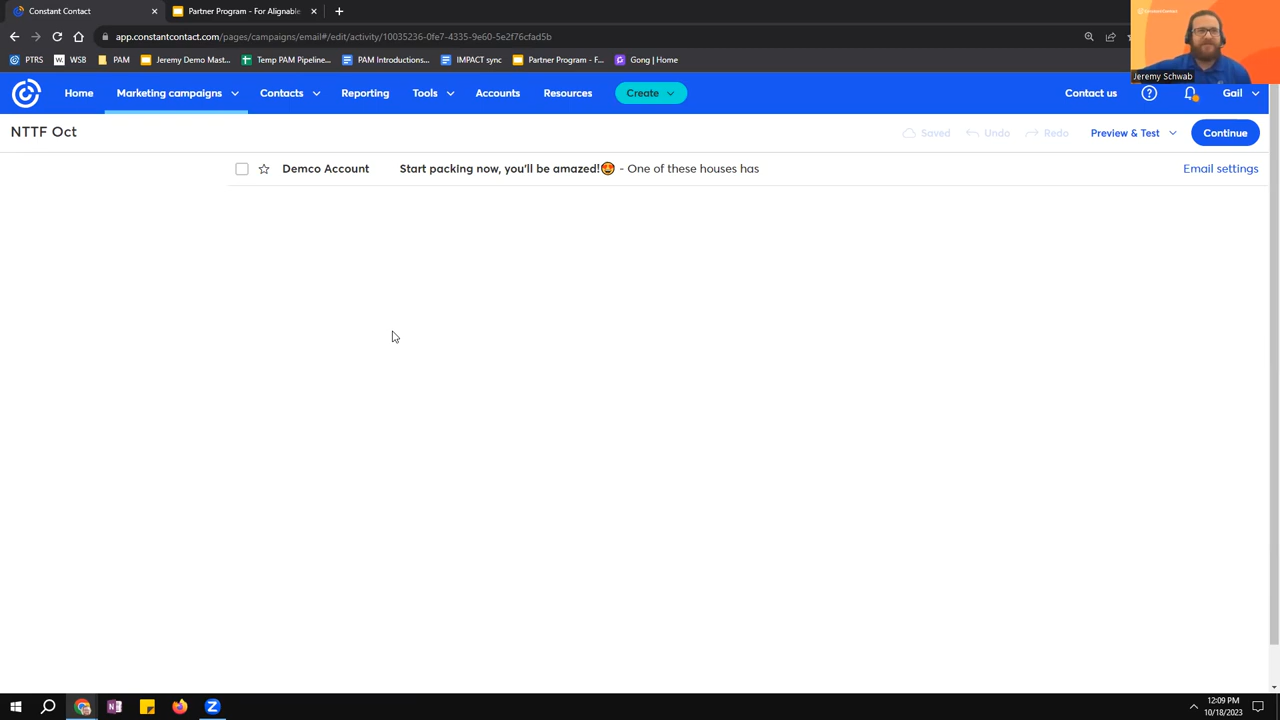 Constant Contact
Partner Program - For Alignable
app.constantcontact.com/pages/campaigns/email#/edit/activity/10035236-0fe7-4335-9e60-5e2f76cfad5b
PTRS
WSB
PAM
Jeremy Demo Mast...
Temp PAM Pipeline...
PAM Introductions...
IMPACT sync
Partner Program - F...
Gong | Home
Jeremy Schwab
Home
Marketing campaigns
Contacts
Reporting
Tools
Accounts
Resources
Create
Contact us
Gail
NTTF Oct
Saved
Undo
Redo
Preview & Test
Continue
Demco Account
Start packing now, you'll be amazed!🤩 - One of these houses has
Email settings
12:09 PM
10/18/2023